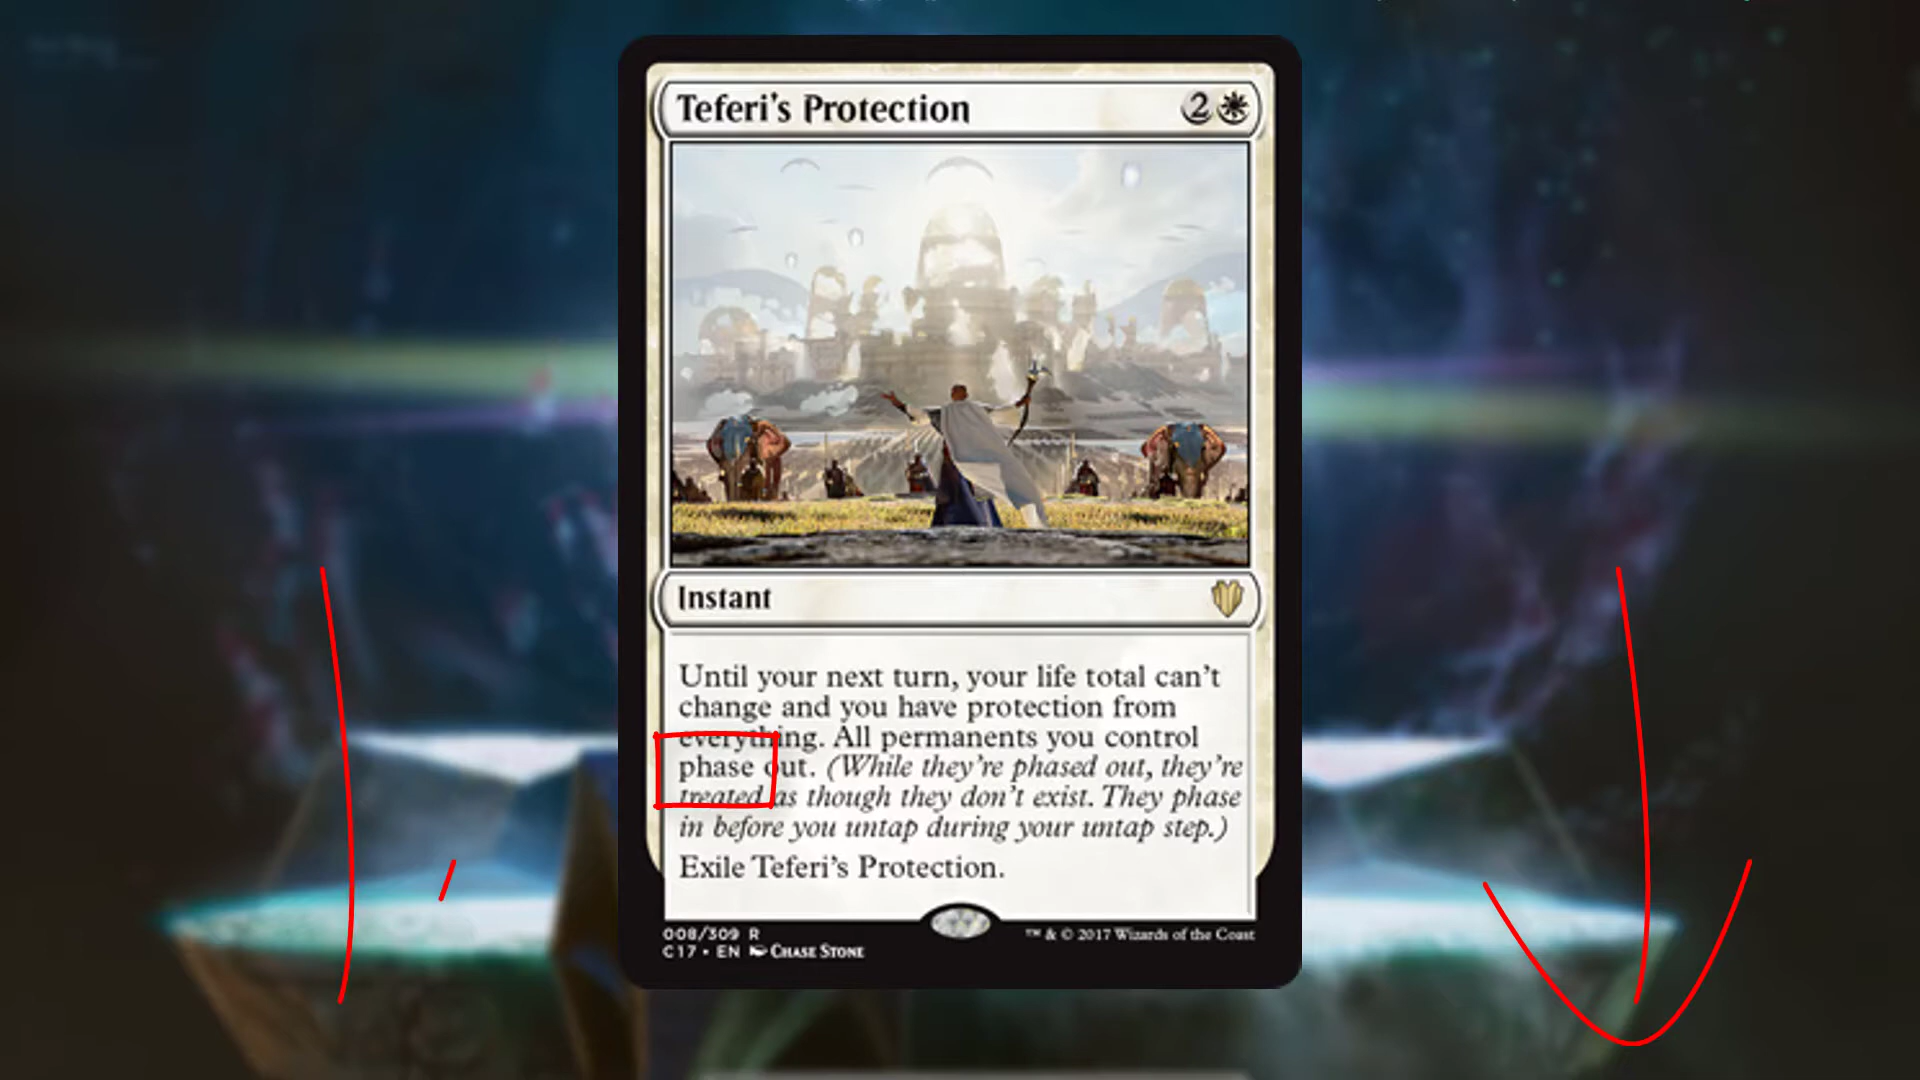 Teferi's Protection
2
Instant
Until your next turn, your life total can't
change and you have protection from
everything. All permanents you control
phase out. (While they're phased out, they're
treated as though they don't exist. They phase
in before you untap during your untap step.)
Exile Teferi's Protection.
008/309 R
C17 • EN CHASE STONE
™ & © 2017 Wizards of the Coast